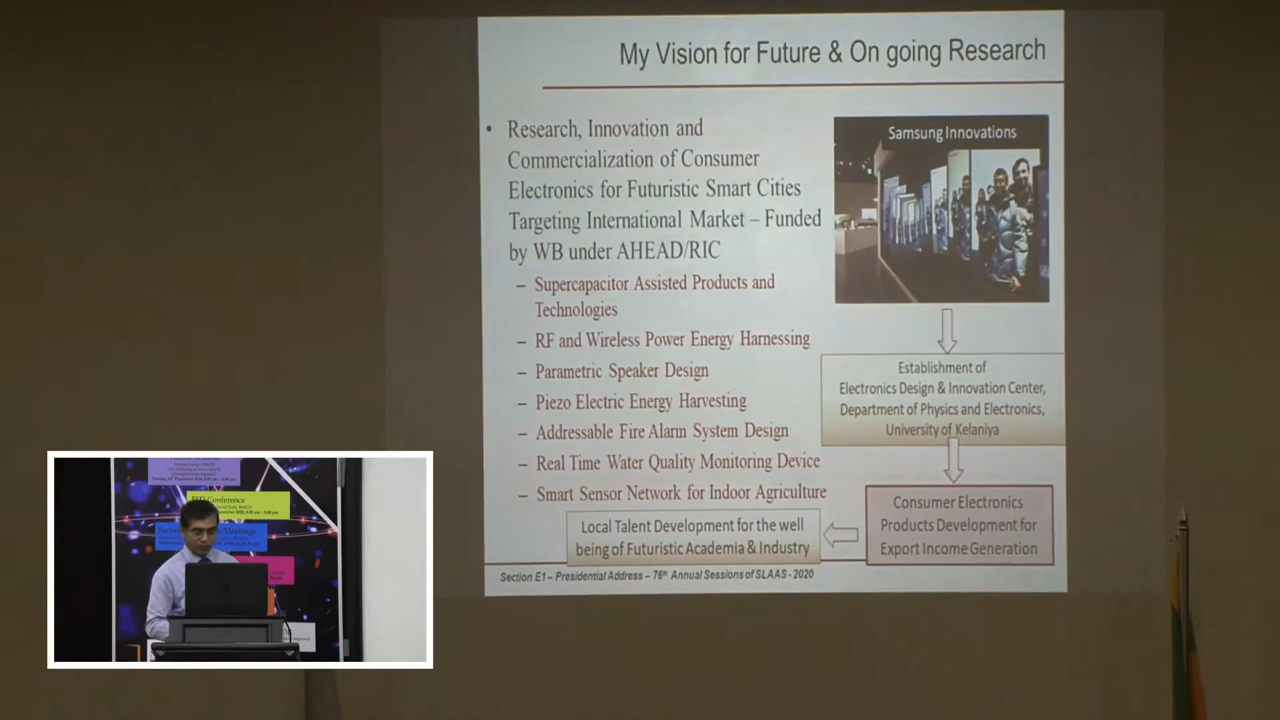 My Vision for Future & On going Research
• Research, Innovation and
Commercialization of Consumer
Electronics for Futuristic Smart Cities
Targeting International Market – Funded
by WB under AHEAD/RIC
– Supercapacitor Assisted Products and
Technologies
– RF and Wireless Power Energy Harnessing
– Parametric Speaker Design
– Piezo Electric Energy Harvesting
– Addressable Fire Alarm System Design
– Real Time Water Quality Monitoring Device
– Smart Sensor Network for Indoor Agriculture
Samsung Innovations
Establishment of
Electronics Design & Innovation Center,
Department of Physics and Electronics,
University of Kelaniya
Consumer Electronics
Products Development for
Export Income Generation
Local Talent Development for the well
being of Futuristic Academia & Industry
Section E1 – Presidential Address – 76th Annual Sessions of SLAAS - 2020
Conference
Meetings